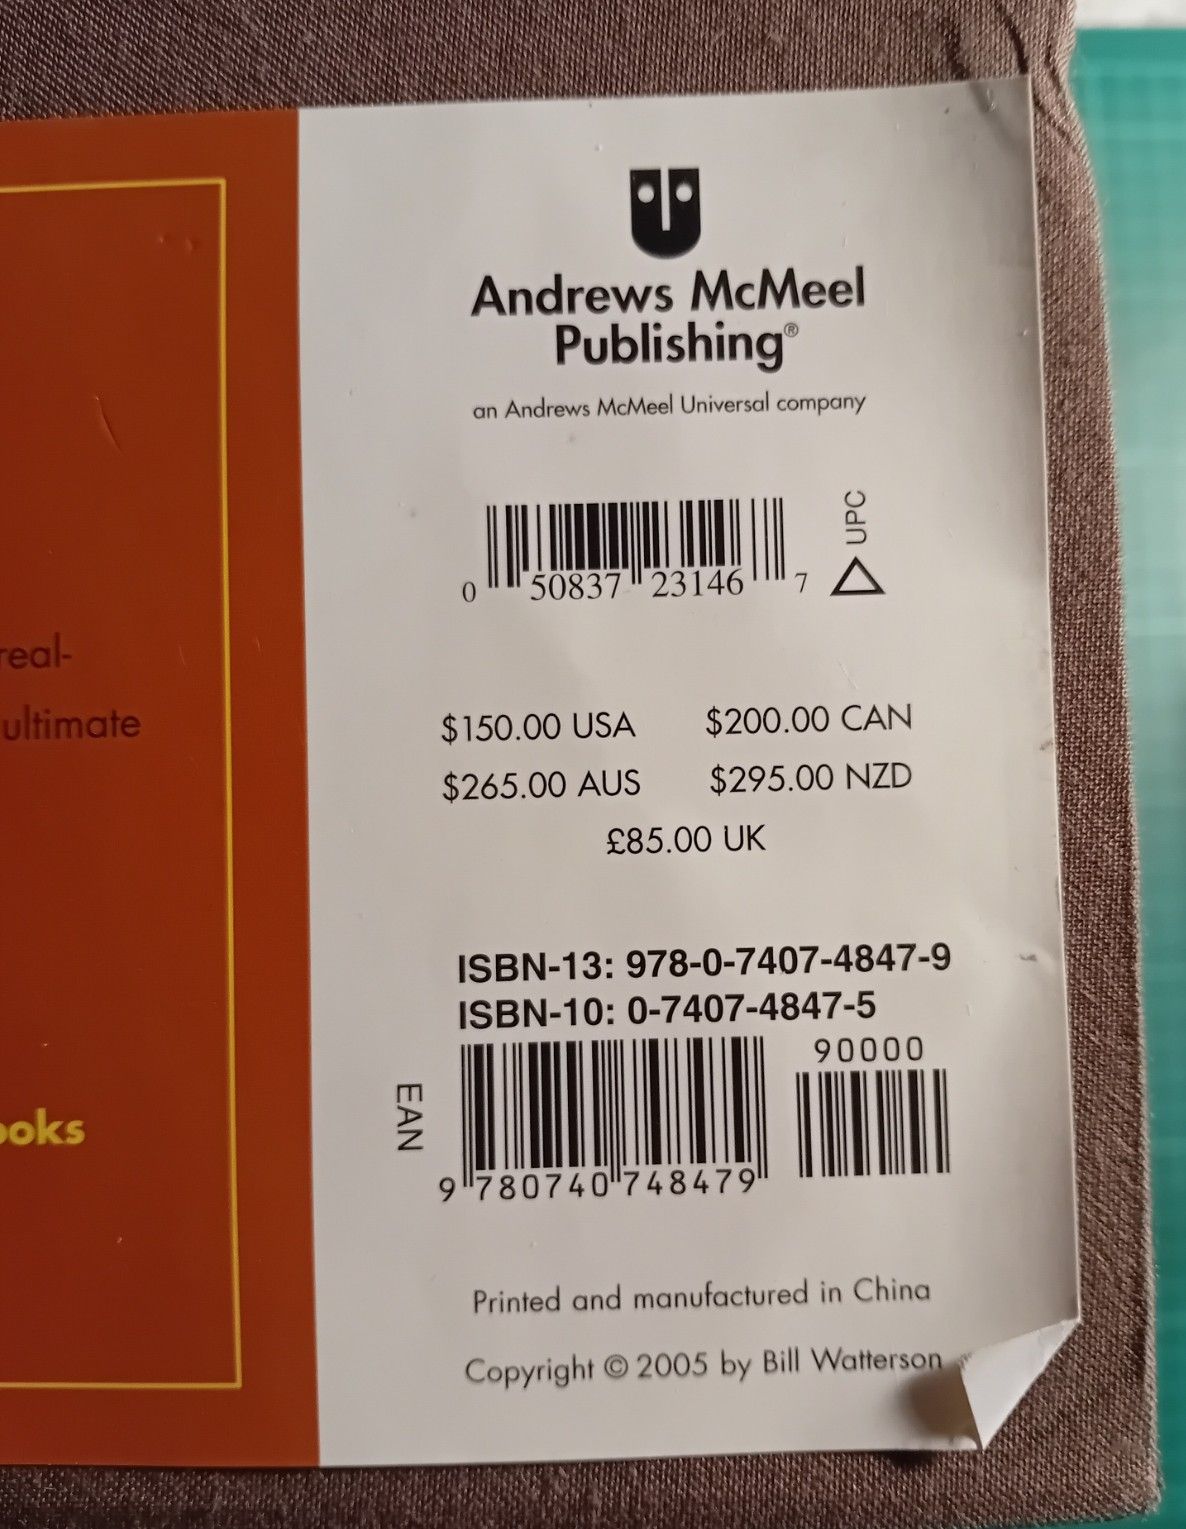 real-
ultimate
ooks
Andrews McMeel
Publishing®
an Andrews McMeel Universal company
0 50837 23146 7
UPC
$150.00 USA $200.00 CAN
$265.00 AUS $295.00 NZD
£85.00 UK
ISBN-13: 978-0-7407-4847-9
ISBN-10: 0-7407-4847-5
90000
EAN
9 780740 748479
Printed and manufactured in China
Copyright © 2005 by Bill Watterson